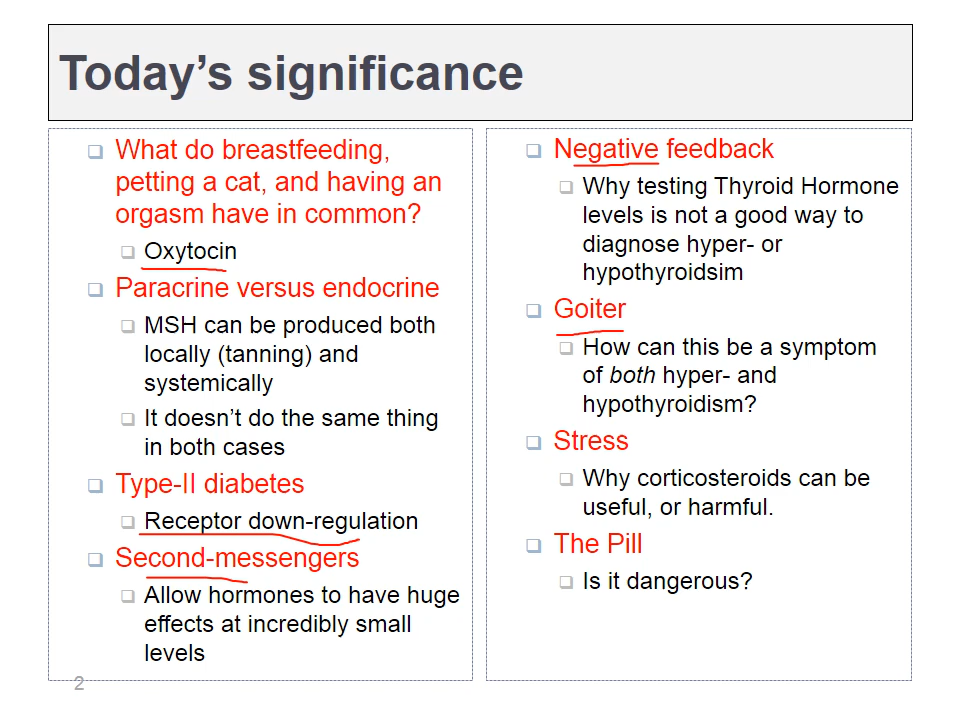 Today’s significance
What do breastfeeding,
petting a cat, and having an
orgasm have in common?
Oxytocin
Paracrine versus endocrine
MSH can be produced both
locally (tanning) and
systemically
It doesn’t do the same thing
in both cases
Type-II diabetes
Receptor down-regulation
Second-messengers
Allow hormones to have huge
effects at incredibly small
levels
Negative feedback
Why testing Thyroid Hormone
levels is not a good way to
diagnose hyper- or
hypothyroidsim
Goiter
How can this be a symptom
of both hyper- and
hypothyroidism?
Stress
Why corticosteroids can be
useful, or harmful.
The Pill
Is it dangerous?
2